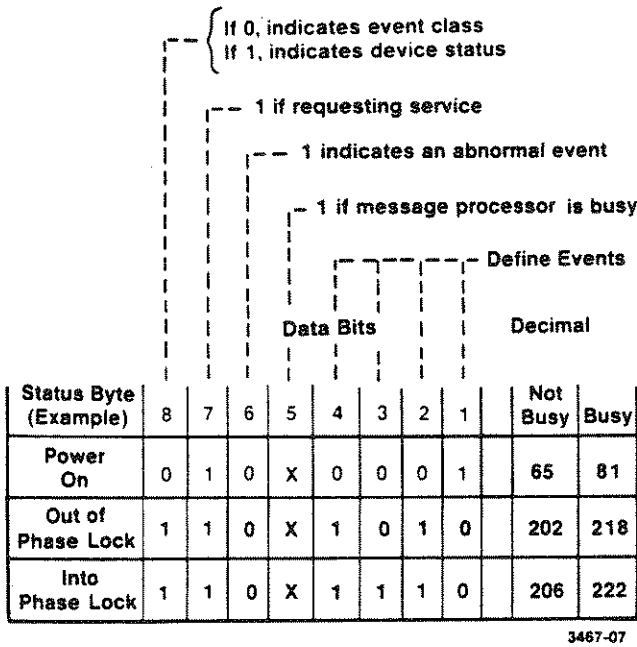 If 0, indicates event class
If 1, indicates device status
1 if requesting service
1 indicates an abnormal event
1 if message processor is busy
Define Events
Data Bits Decimal
Status Byte (Example) 8 7 6 5 4 3 2 1 Not Busy Busy
Power On 0 1 0 X 0 0 0 1 65 81
Out of Phase Lock 1 1 0 X 1 0 1 0 202 218
Into Phase Lock 1 1 0 X 1 1 1 0 206 222
3467-07